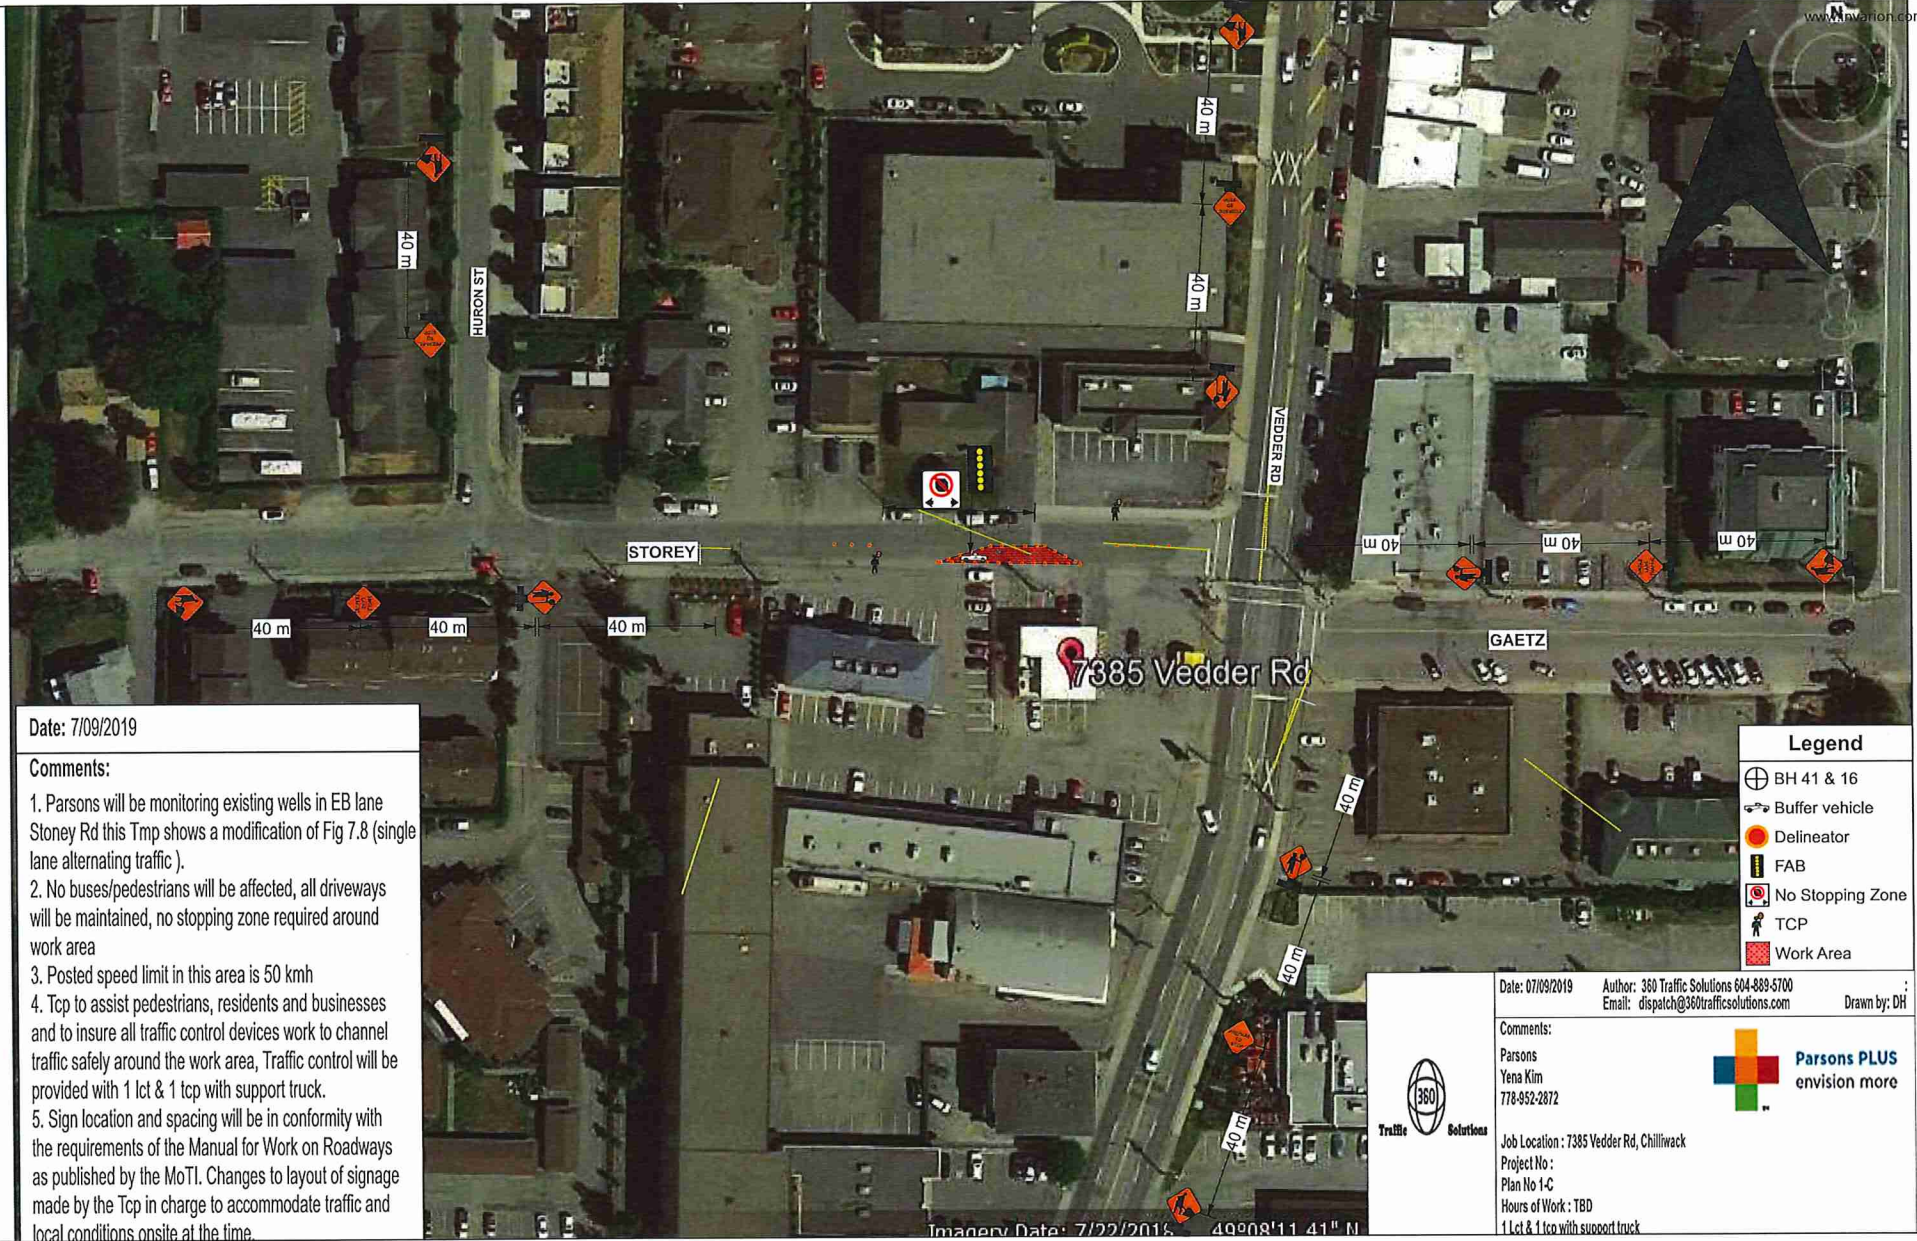 www.invarion.com
N
40 m
40 m
HURON ST
40 m
VEDDER RD
STOREY
40 m
40 m
40 m
40 m
40 m
40 m
GAETZ
7385 Vedder Rd
40 m
40 m
40 m
Date: 7/09/2019
Comments:
1. Parsons will be monitoring existing wells in EB lane
Stoney Rd this Tmp shows a modification of Fig 7.8 (single
lane alternating traffic ).
2. No buses/pedestrians will be affected, all driveways
will be maintained, no stopping zone required around
work area
3. Posted speed limit in this area is 50 kmh
4. Tcp to assist pedestrians, residents and businesses
and to insure all traffic control devices work to channel
traffic safely around the work area, Traffic control will be
provided with 1 lct & 1 tcp with support truck.
5. Sign location and spacing will be in conformity with
the requirements of the Manual for Work on Roadways
as published by the MoTI. Changes to layout of signage
made by the Tcp in charge to accommodate traffic and
local conditions onsite at the time.
Legend
BH 41 & 16
Buffer vehicle
Delineator
FAB
No Stopping Zone
TCP
Work Area
Imagery Date: 7/22/2018 49º08'11.41" N
360
Traffic Solutions
Date: 07/09/2019 Author: 360 Traffic Solutions 604-889-5700 :
Email: dispatch@360trafficsolutions.com Drawn by: DH
Comments:
Parsons
Yena Kim
778-952-2872
Parsons PLUS
envision more
Job Location : 7385 Vedder Rd, Chilliwack
Project No :
Plan No 1-C
Hours of Work : TBD
1 Lct & 1 tcp with support truck